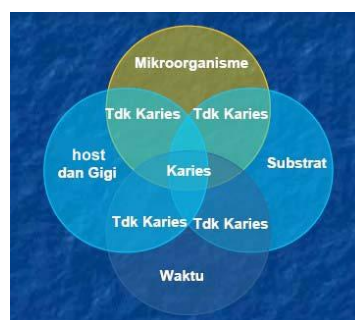 Mikroorganisme
Tdk Karies Tdk Karies
host
dan Gigi
Karies
Substrat
Tdk Karies Tdk Karies
Waktu